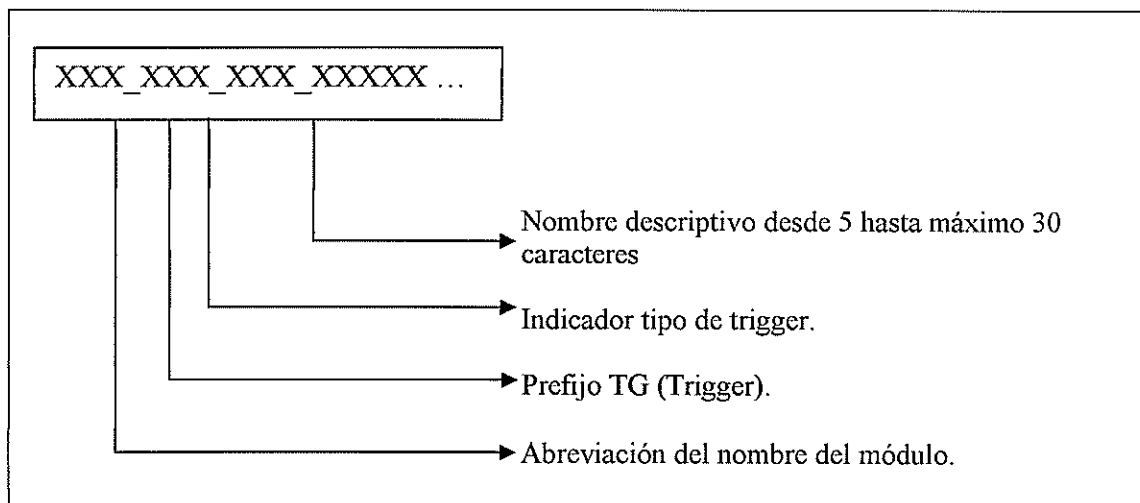 XXX_XXX_XXX_XXXXX ...
Nombre descriptivo desde 5 hasta máximo 30
caracteres
Indicador tipo de trigger.
Prefijo TG (Trigger).
Abreviación del nombre del módulo.